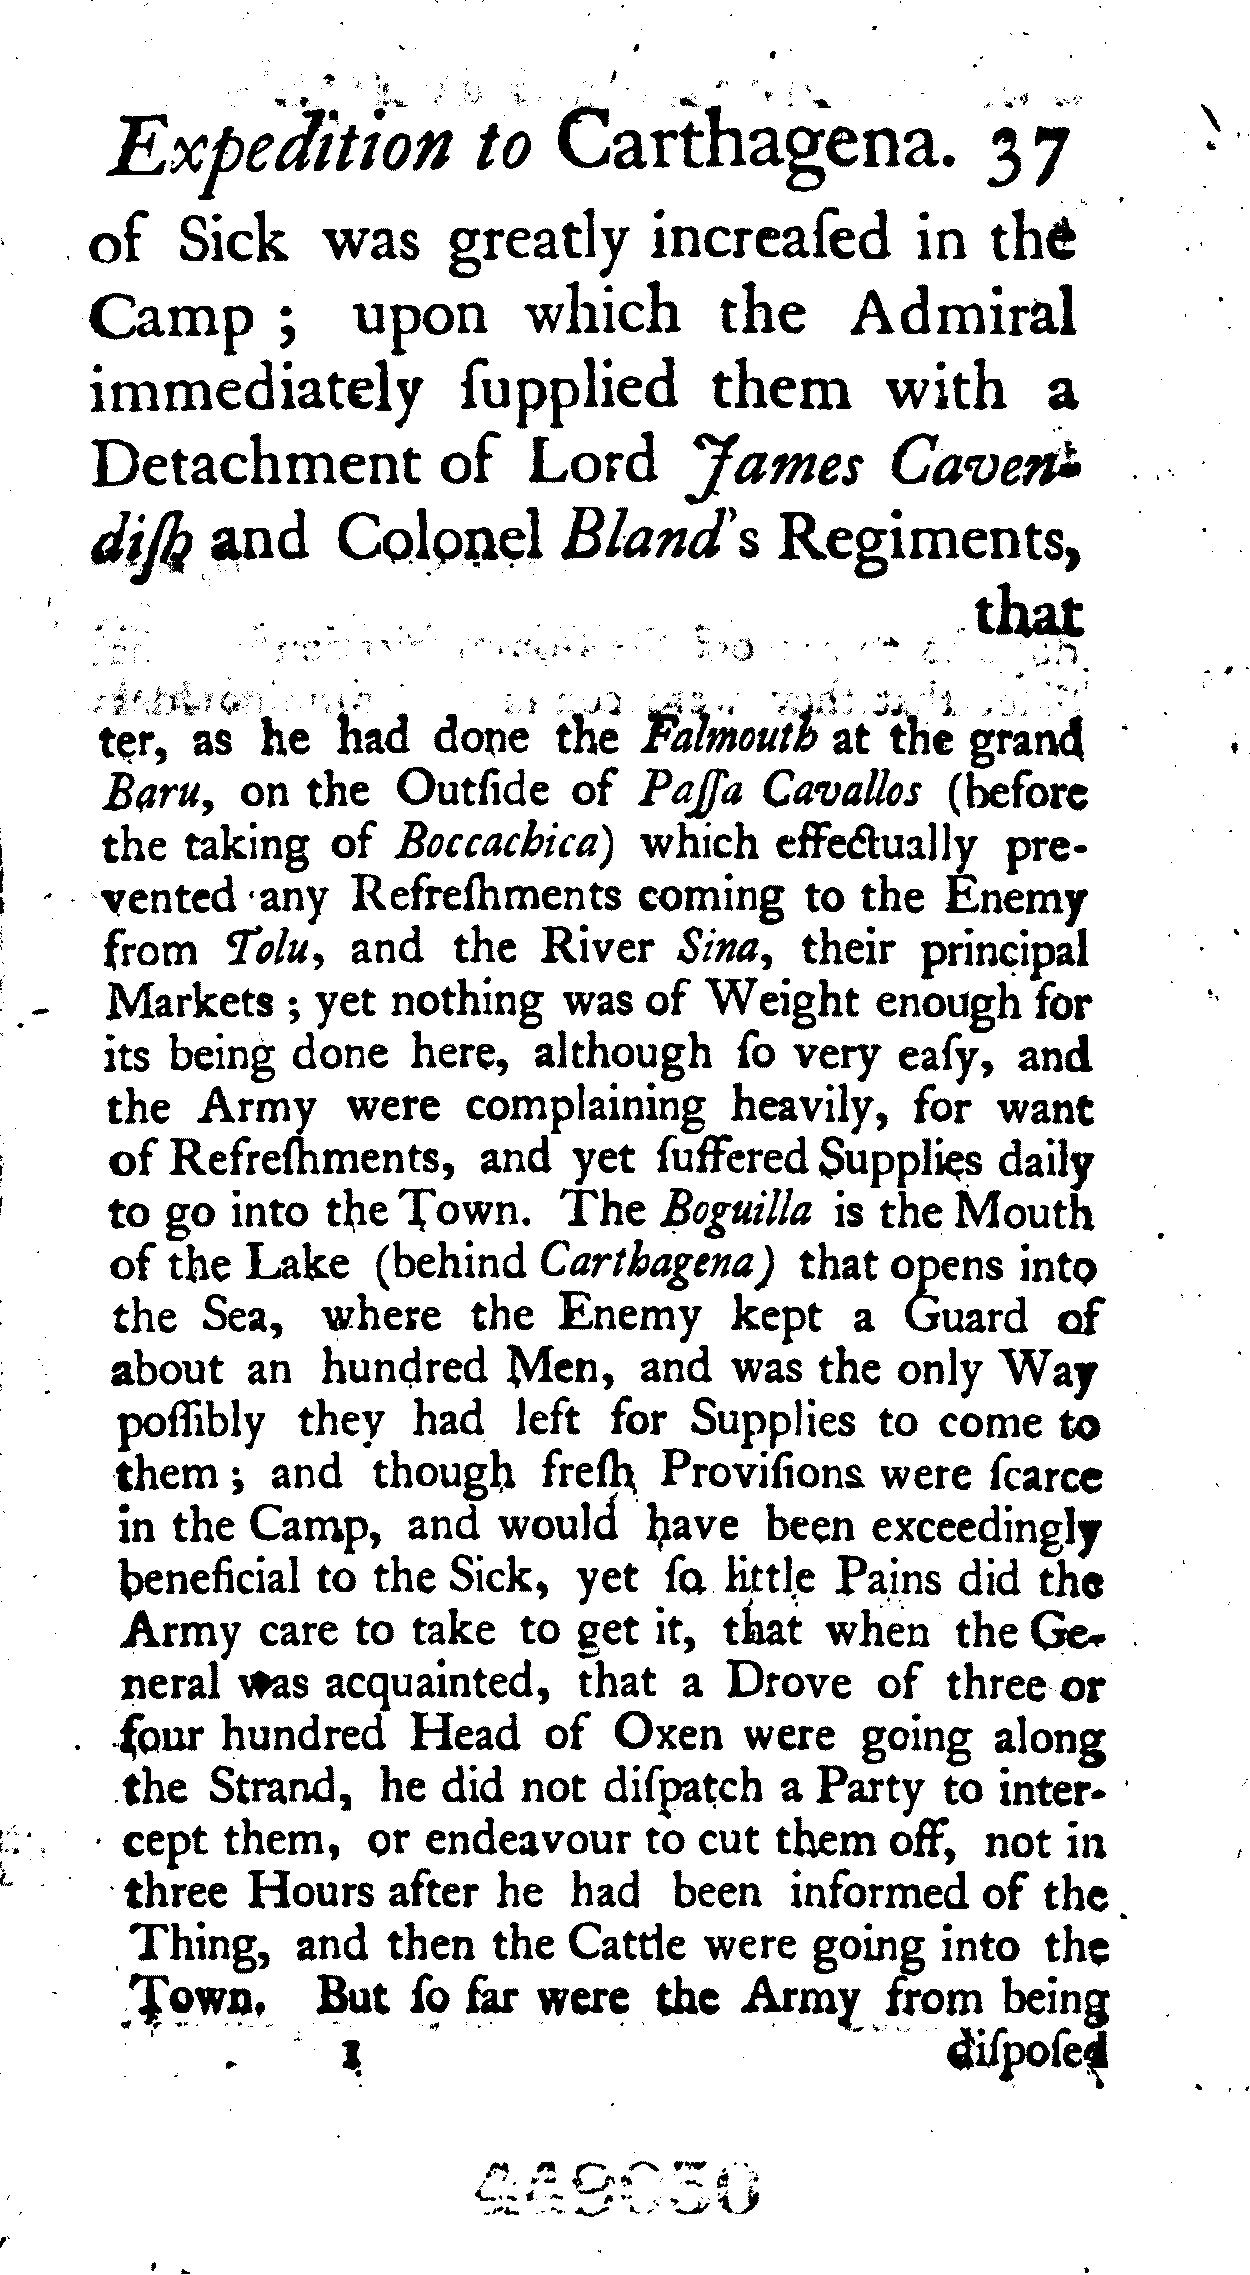 Expedition to Carthagena. 37
of Sick was greatly increaſed in the
Camp ; upon which the Admiral
immediately ſupplied them with a
Detachment of Lord James Caven-
diſh and Colonel Bland's Regiments,
that
ter, as he had done the Falmouth at the grand
Baru, on the Outſide of Paſſa Cavallos (before
the taking of Boccachica) which effectually pre-
vented any Refreſhments coming to the Enemy
from Tolu, and the River Sina, their principal
Markets ; yet nothing was of Weight enough for
its being done here, although ſo very eaſy, and
the Army were complaining heavily, for want
of Refreſhments, and yet ſuffered Supplies daily
to go into the Town. The Boguilla is the Mouth
of the Lake (behind Carthagena) that opens into
the Sea, where the Enemy kept a Guard of
about an hundred Men, and was the only Way
poſſibly they had left for Supplies to come to
them ; and though freſh Proviſions were ſcarce
in the Camp, and would have been exceedingly
beneficial to the Sick, yet ſo little Pains did the
Army care to take to get it, that when the Ge-
neral was acquainted, that a Drove of three or
four hundred Head of Oxen were going along
the Strand, he did not diſpatch a Party to inter-
cept them, or endeavour to cut them off, not in
three Hours after he had been informed of the
Thing, and then the Cattle were going into the
Town. But ſo far were the Army from being
I diſpoſed